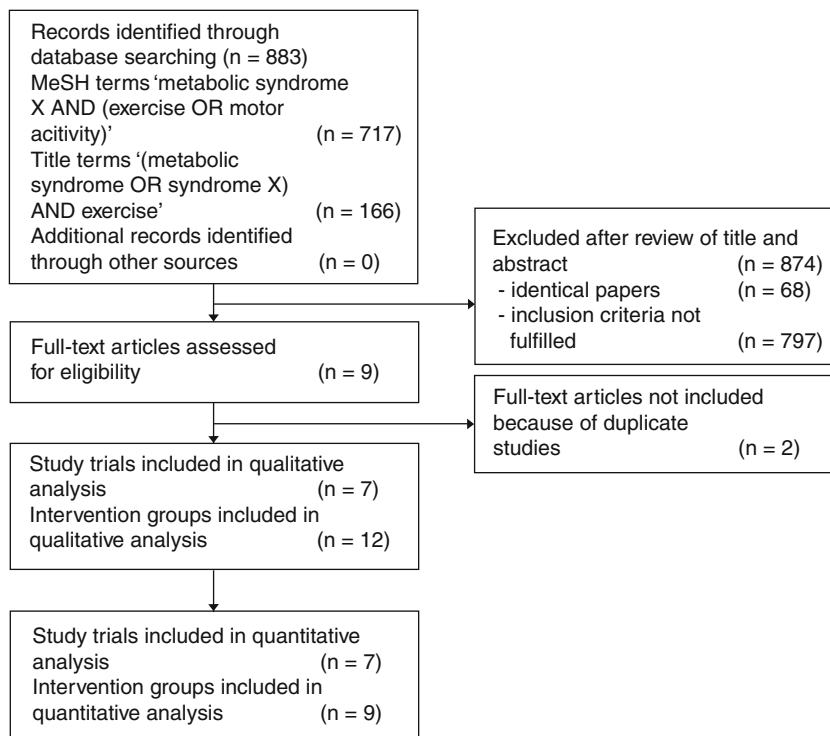 Records identified through
database searching (n = 883)
MeSH terms ‘metabolic syndrome
X AND (exercise OR motor
acitivity)’ (n = 717)
Title terms ‘(metabolic
syndrome OR syndrome X)
AND exercise’ (n = 166)
Additional records identified
through other sources (n = 0)
Excluded after review of title and
abstract (n = 874)
- identical papers (n = 68)
- inclusion criteria not
fulfilled (n = 797)
Full-text articles assessed
for eligibility (n = 9)
Full-text articles not included
because of duplicate
studies (n = 2)
Study trials included in qualitative
analysis (n = 7)
Intervention groups included in
qualitative analysis (n = 12)
Study trials included in quantitative
analysis (n = 7)
Intervention groups included in
quantitative analysis (n = 9)